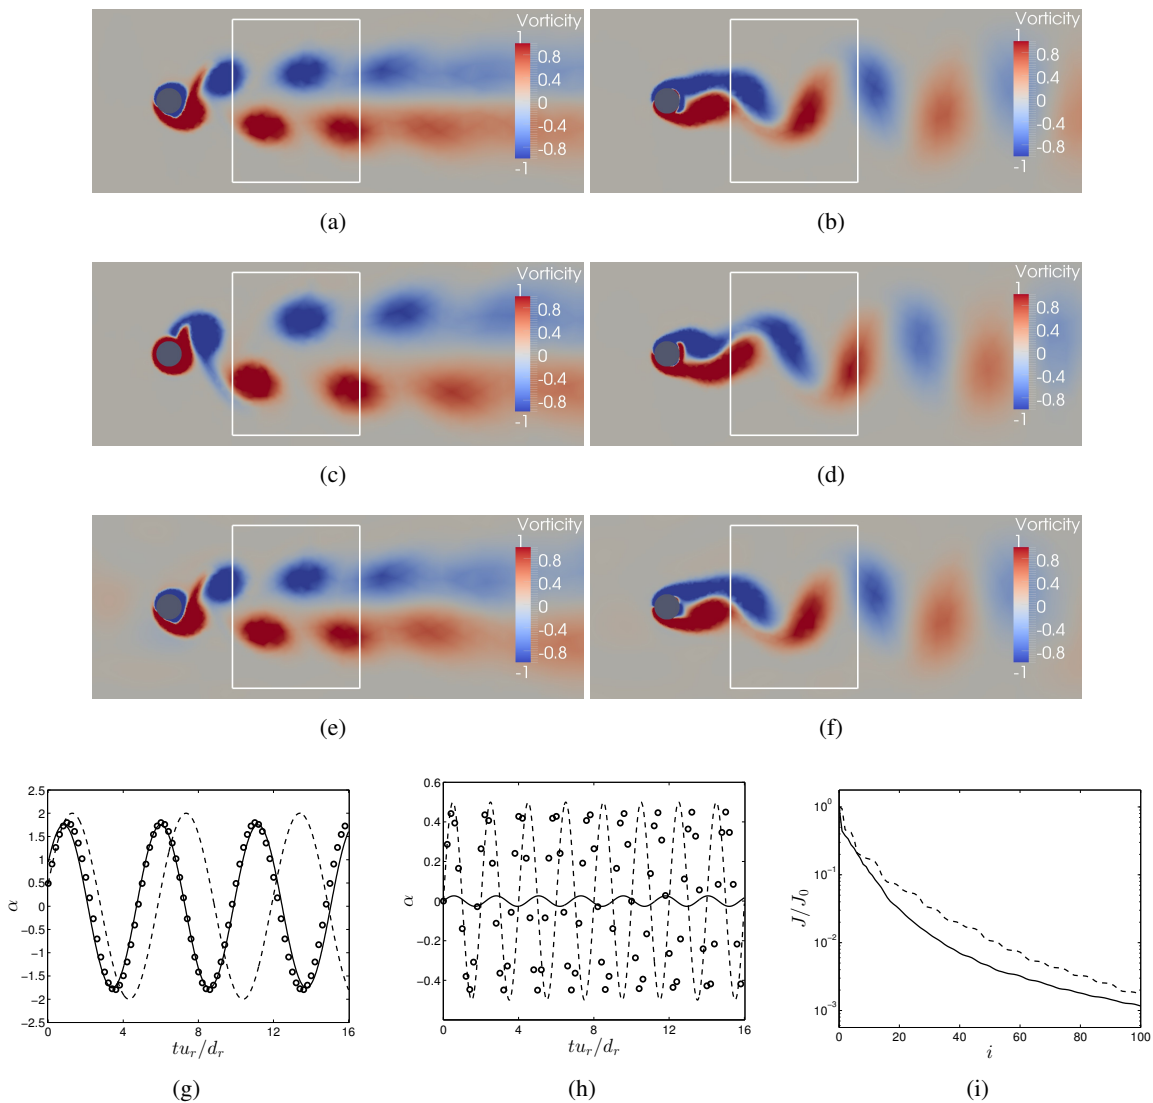 Vorticity
1
0.8
0.4
0
-0.4
-0.8
-1
Vorticity
1
0.8
0.4
0
-0.4
-0.8
-1
(a)
(b)
Vorticity
1
0.8
0.4
0
-0.4
-0.8
-1
Vorticity
1
0.8
0.4
0
-0.4
-0.8
-1
(c)
(d)
Vorticity
1
0.8
0.4
0
-0.4
-0.8
-1
Vorticity
1
0.8
0.4
0
-0.4
-0.8
-1
(e)
(f)
2.5
2
1.5
1
0.5
0
−0.5
−1
−1.5
−2
−2.5
α
0 4 8 12 16
tu_r/d_r
(g)
0.6
0.4
0.2
0
−0.2
−0.4
α
0 4 8 12 16
tu_r/d_r
(h)
10^0
10^−1
10^−2
10^−3
J/J_0
0 20 40 60 80 100
i
(i)